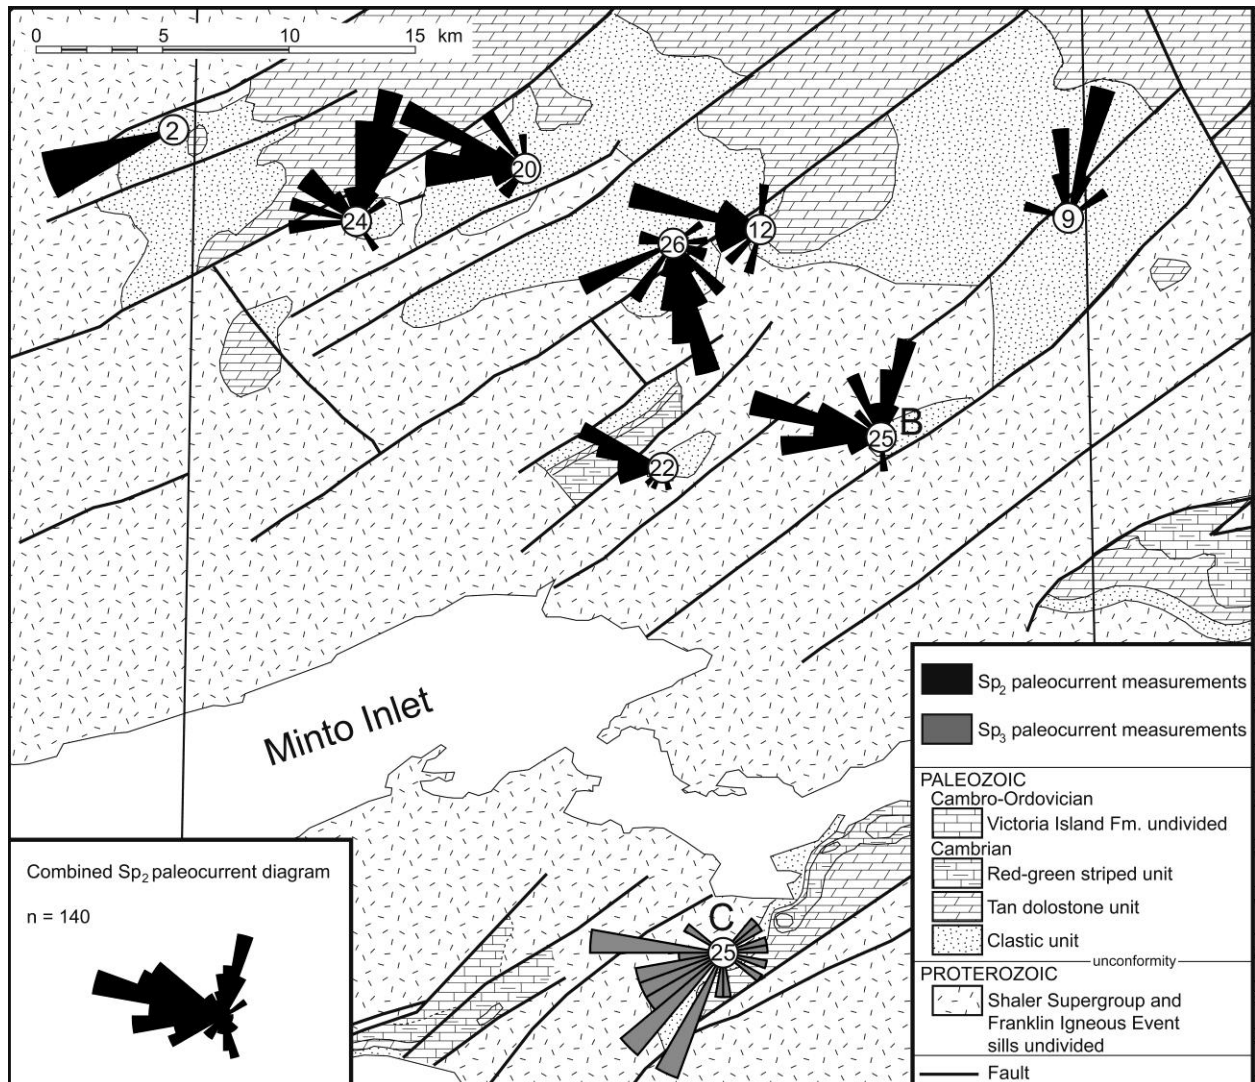 0 5 10 15 km
2
20
24
12
9
26
25
B
22
Minto Inlet
C
25
Combined Sp2 paleocurrent diagram
n = 140
Sp2 paleocurrent measurements
Sp3 paleocurrent measurements
PALEOZOIC
Cambro-Ordovician
Victoria Island Fm. undivided
Cambrian
Red-green striped unit
Tan dolostone unit
Clastic unit
unconformity
PROTEROZOIC
Shaler Supergroup and
Franklin Igneous Event
sills undivided
Fault